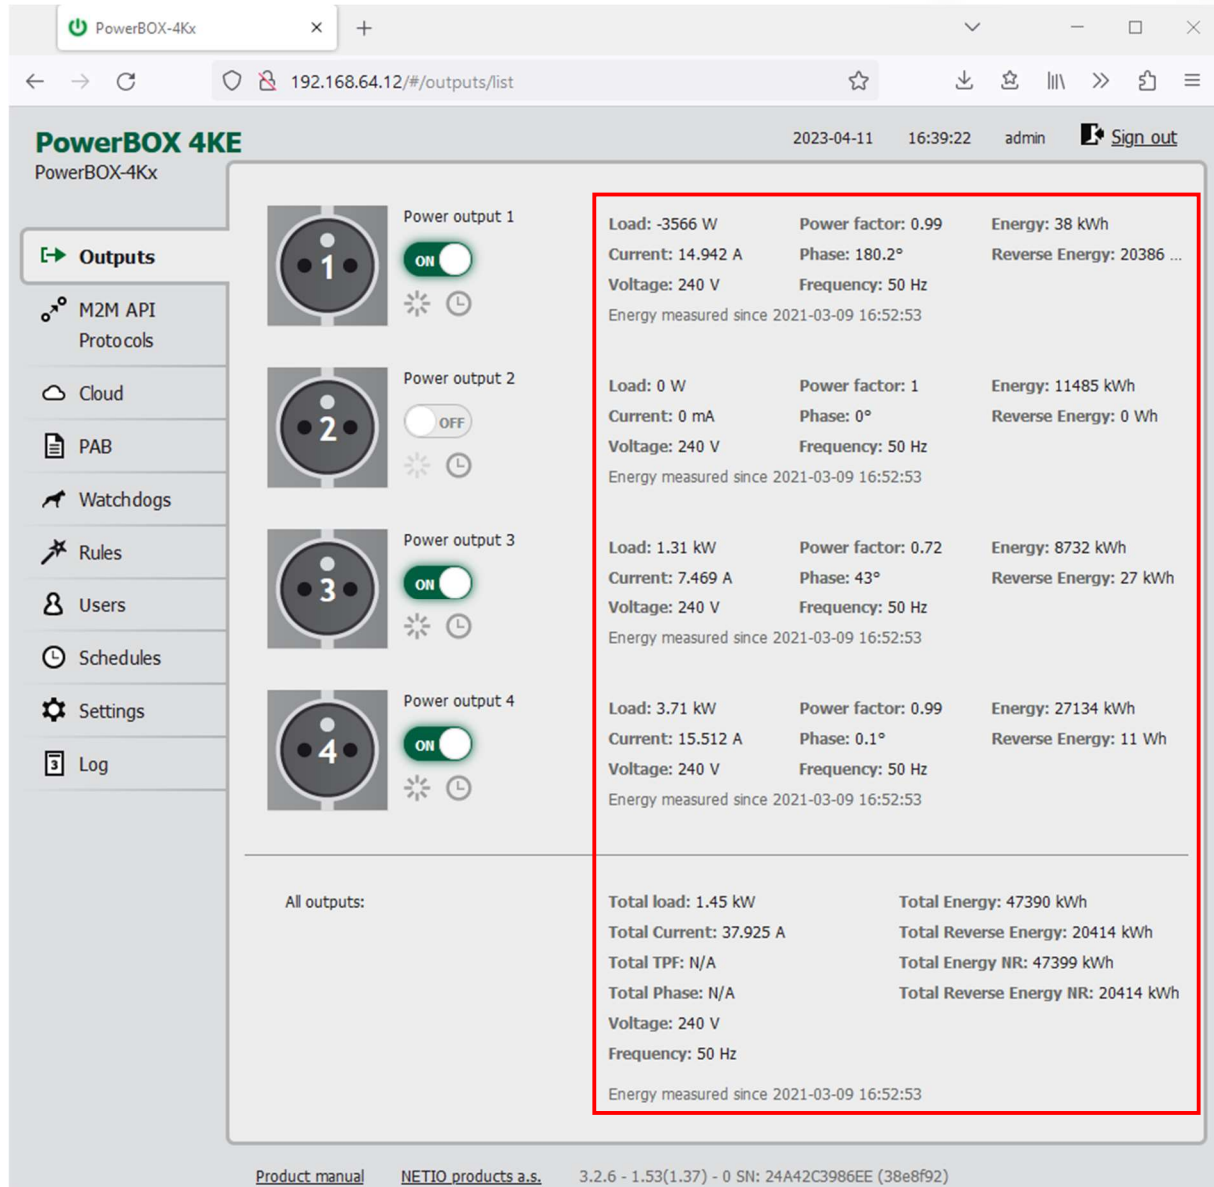 PowerBOX-4Kx
192.168.64.12/#/outputs/list
PowerBOX 4KE
2023-04-11 16:39:22 admin Sign out
PowerBOX-4Kx
Outputs
M2M API
Protocols
Cloud
PAB
Watchdogs
Rules
Users
Schedules
Settings
3
Log
1
Power output 1
ON
Load: -3566 W Power factor: 0.99 Energy: 38 kWh
Current: 14.942 A Phase: 180.2° Reverse Energy: 20386 ...
Voltage: 240 V Frequency: 50 Hz
Energy measured since 2021-03-09 16:52:53
2
Power output 2
OFF
Load: 0 W Power factor: 1 Energy: 11485 kWh
Current: 0 mA Phase: 0° Reverse Energy: 0 Wh
Voltage: 240 V Frequency: 50 Hz
Energy measured since 2021-03-09 16:52:53
3
Power output 3
ON
Load: 1.31 kW Power factor: 0.72 Energy: 8732 kWh
Current: 7.469 A Phase: 43° Reverse Energy: 27 kWh
Voltage: 240 V Frequency: 50 Hz
Energy measured since 2021-03-09 16:52:53
4
Power output 4
ON
Load: 3.71 kW Power factor: 0.99 Energy: 27134 kWh
Current: 15.512 A Phase: 0.1° Reverse Energy: 11 Wh
Voltage: 240 V Frequency: 50 Hz
Energy measured since 2021-03-09 16:52:53
All outputs:
Total load: 1.45 kW Total Energy: 47390 kWh
Total Current: 37.925 A Total Reverse Energy: 20414 kWh
Total TPF: N/A Total Energy NR: 47399 kWh
Total Phase: N/A Total Reverse Energy NR: 20414 kWh
Voltage: 240 V
Frequency: 50 Hz
Energy measured since 2021-03-09 16:52:53
Product manual NETIO products a.s. 3.2.6 - 1.53(1.37) - 0 SN: 24A42C3986EE (38e8f92)